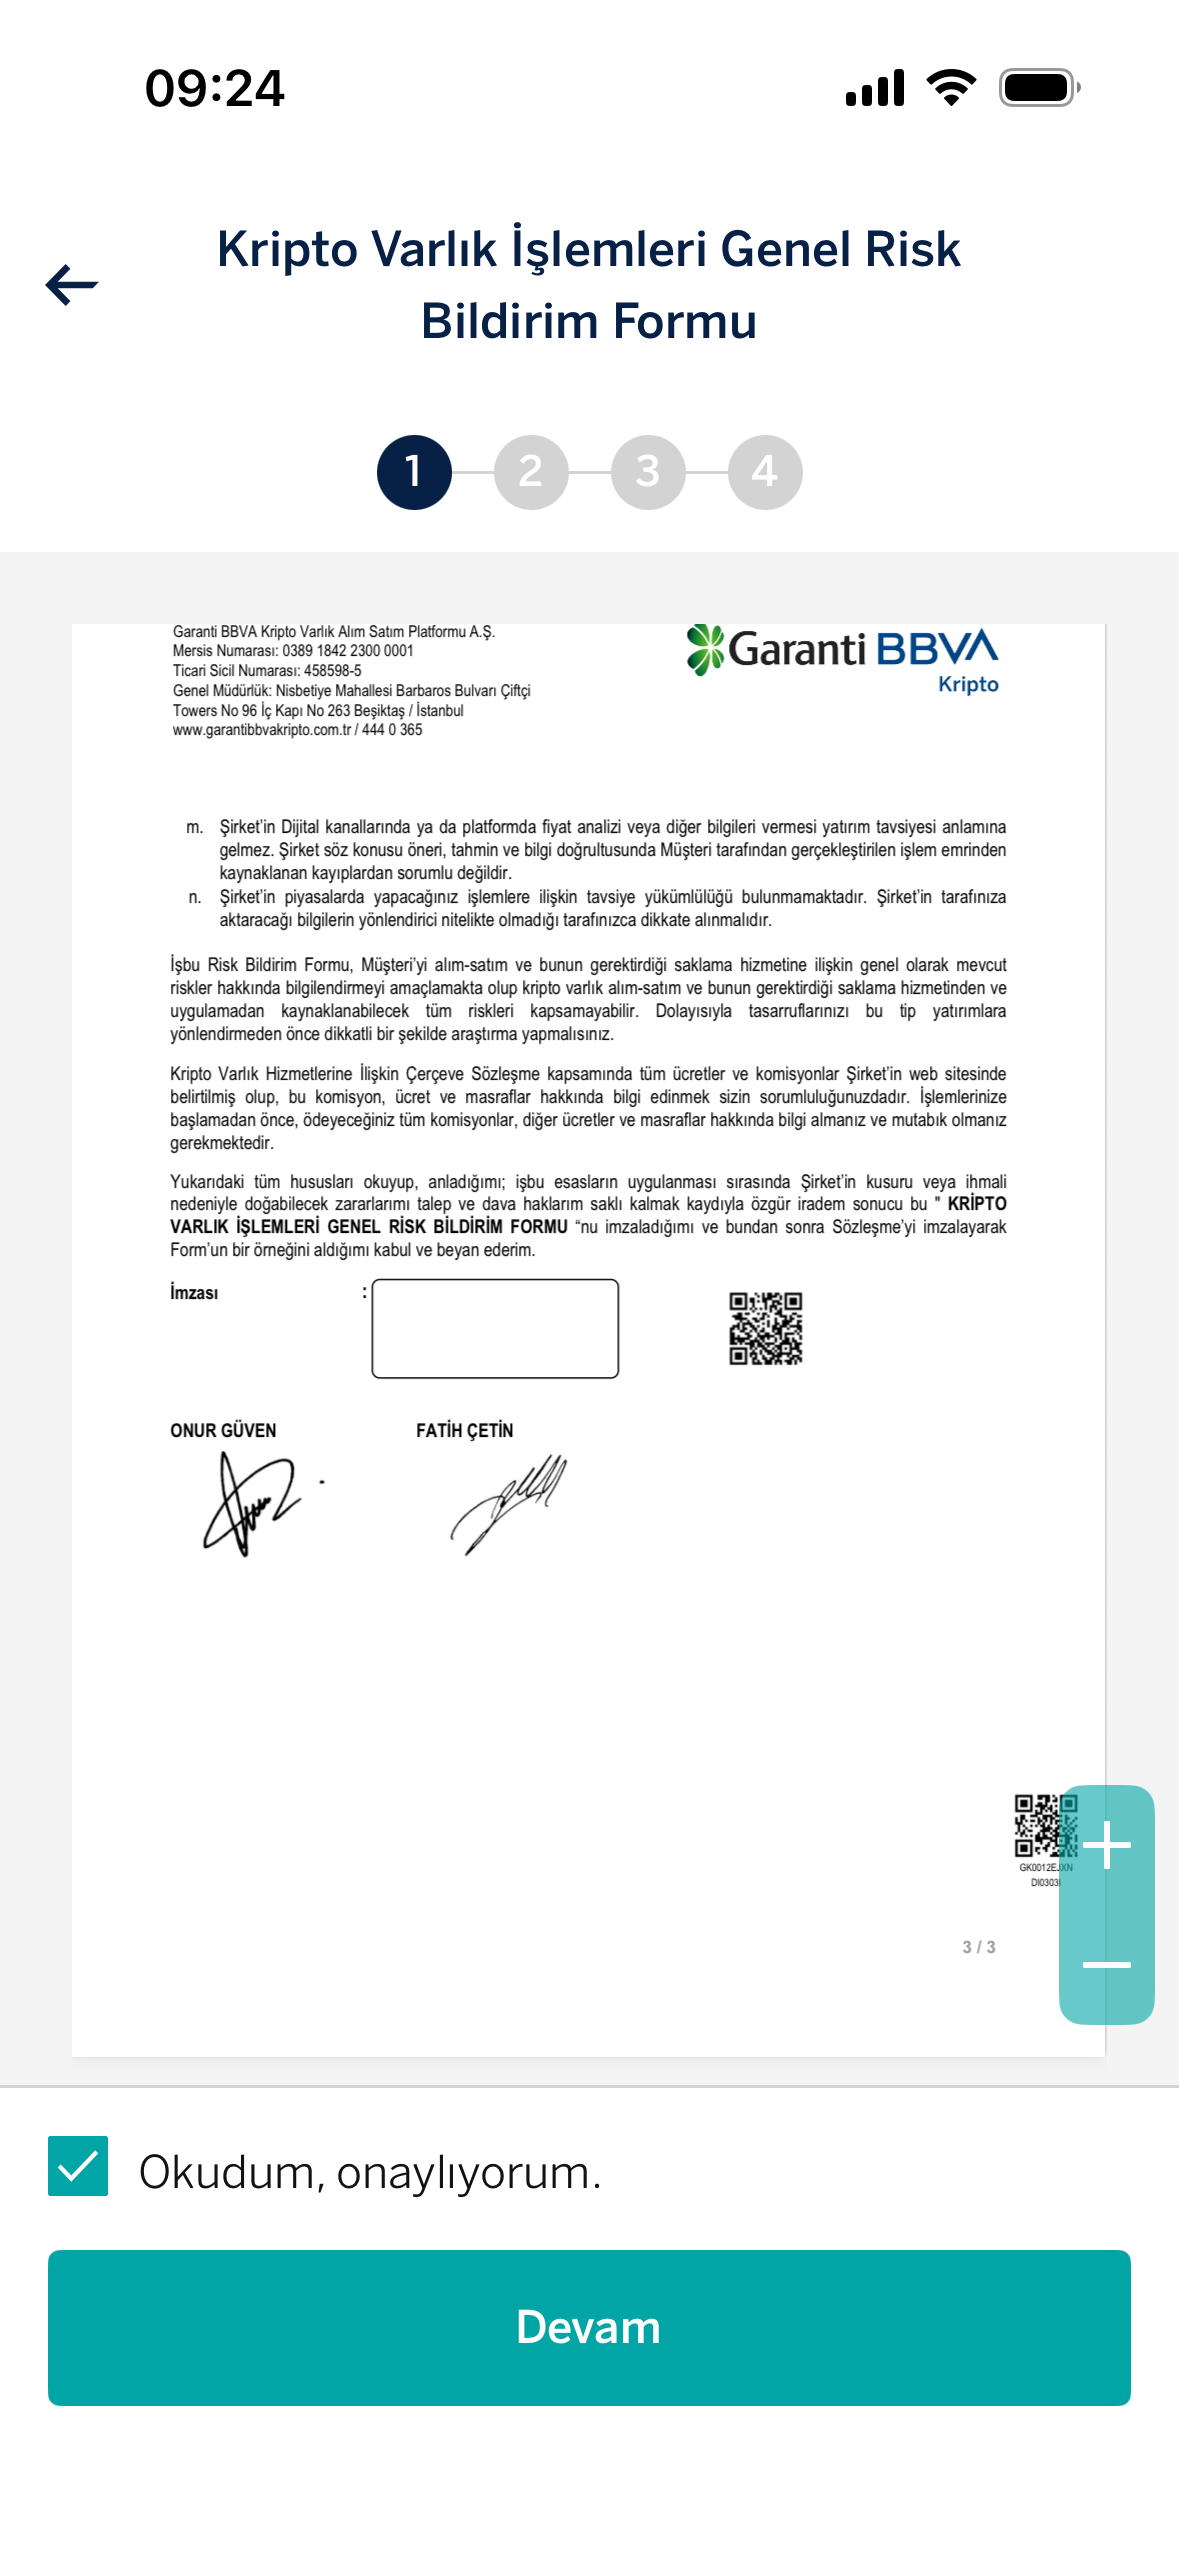 09:24
Kripto Varlık İşlemleri Genel Risk
Bildirim Formu
1 2 3 4
Garanti BBVA Kripto Varlık Alım Satım Platformu A.Ş.
Mersis Numarası: 0389 1842 2300 0001
Ticari Sicil Numarası: 458598-5
Genel Müdürlük: Nisbetiye Mahallesi Barbaros Bulvarı Çiftçi
Towers No 96 İç Kapı No 263 Beşiktaş / İstanbul
www.garantibbvakripto.com.tr / 444 0 365
Garanti BBVA
Kripto
m. Şirket'in Dijital kanallarında ya da platformda fiyat analizi veya diğer bilgileri vermesi yatırım tavsiyesi anlamına
gelmez. Şirket söz konusu öneri, tahmin ve bilgi doğrultusunda Müşteri tarafından gerçekleştirilen işlem emrinden
kaynaklanan kayıplardan sorumlu değildir.
n. Şirket'in piyasalarda yapacağınız işlemlere ilişkin tavsiye yükümlülüğü bulunmamaktadır. Şirket'in tarafınıza
aktaracağı bilgilerin yönlendirici nitelikte olmadığı tarafınızca dikkate alınmalıdır.
İşbu Risk Bildirim Formu, Müşteri'yi alım-satım ve bunun gerektirdiği saklama hizmetine ilişkin genel olarak mevcut
riskler hakkında bilgilendirmeyi amaçlamakta olup kripto varlık alım-satım ve bunun gerektirdiği saklama hizmetinden ve
uygulamadan kaynaklanabilecek tüm riskleri kapsamayabilir. Dolayısıyla tasarruflarınızı bu tip yatırımlara
yönlendirmeden önce dikkatli bir şekilde araştırma yapmalısınız.
Kripto Varlık Hizmetlerine İlişkin Çerçeve Sözleşme kapsamında tüm ücretler ve komisyonlar Şirket'in web sitesinde
belirtilmiş olup, bu komisyon, ücret ve masraflar hakkında bilgi edinmek sizin sorumluluğunuzdadır. İşlemlerinize
başlamadan önce, ödeyeceğiniz tüm komisyonlar, diğer ücretler ve masraflar hakkında bilgi almanız ve mutabık olmanız
gerekmektedir.
Yukarıdaki tüm hususları okuyup, anladığımı; işbu esasların uygulanması sırasında Şirket'in kusuru veya ihmali
nedeniyle doğabilecek zararlarımı talep ve dava haklarım saklı kalmak kaydıyla özgür iradem sonucu bu " KRİPTO
VARLIK İŞLEMLERİ GENEL RİSK BİLDİRİM FORMU “nu imzaladığımı ve bundan sonra Sözleşme'yi imzalayarak
Form'un bir örneğini aldığımı kabul ve beyan ederim.
İmzası :
ONUR GÜVEN FATİH ÇETİN
GK0012EJXN
3 / 3
Okudum, onaylıyorum.
Devam